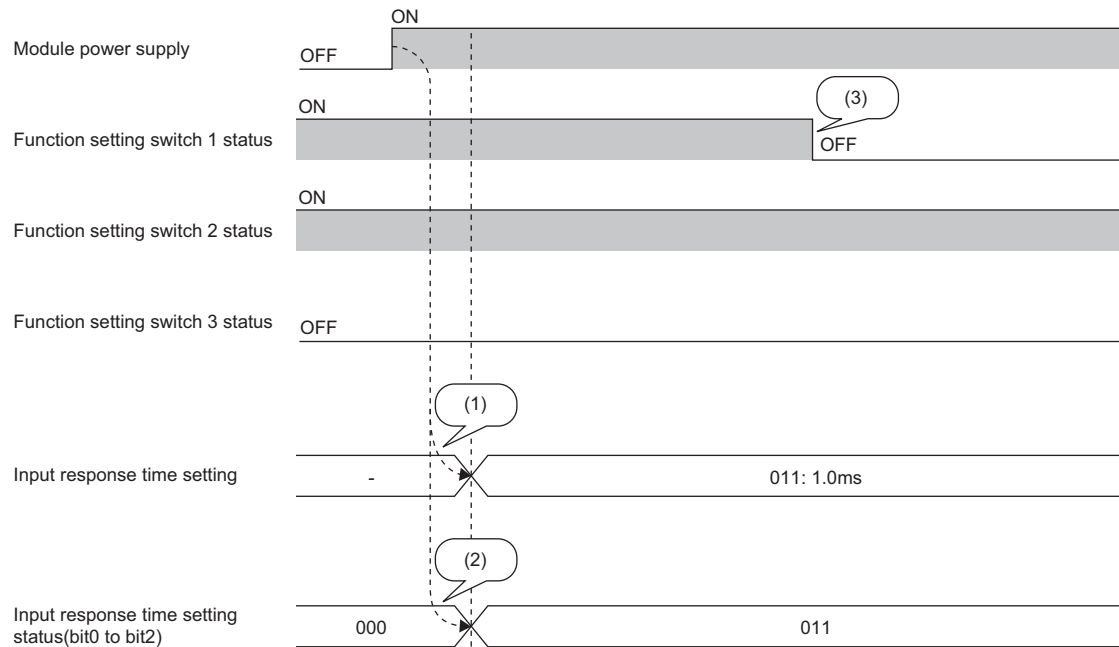 ON
Module power supply
OFF
ON
(3)
Function setting switch 1 status
OFF
ON
Function setting switch 2 status
Function setting switch 3 status
OFF
(1)
Input response time setting
-
011: 1.0ms
(2)
Input response time setting
status(bit0 to bit2)
000
011